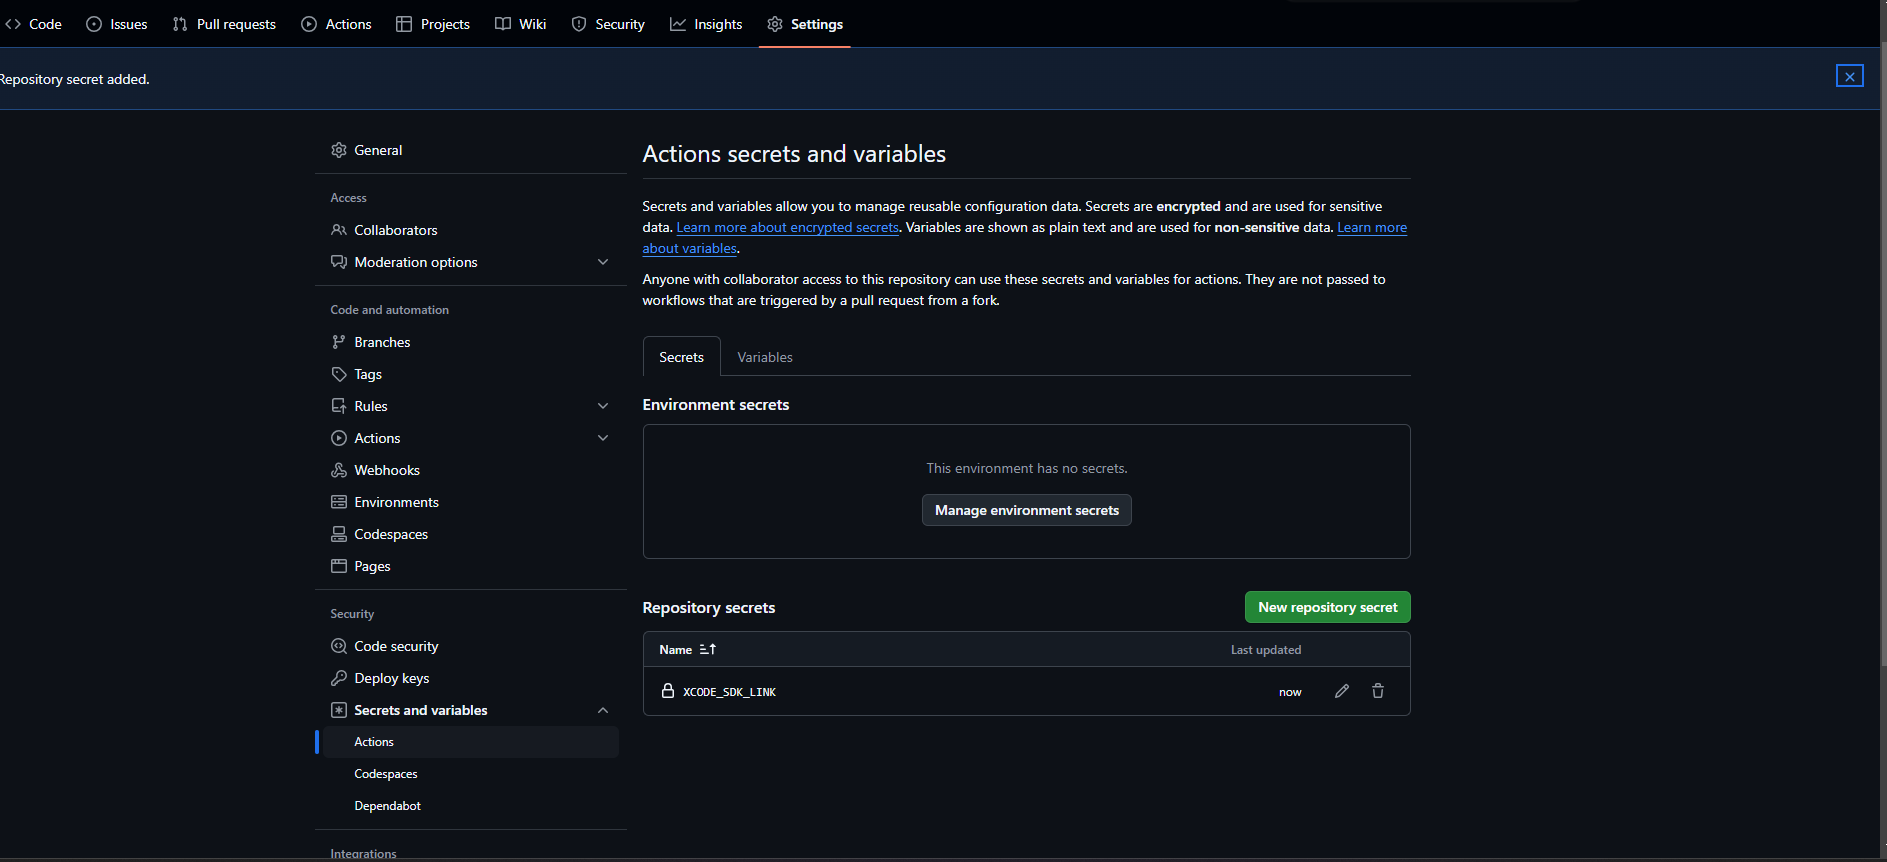 Code Issues Pull requests Actions Projects Wiki Security Insights Settings
Repository secret added.
General
Access
Collaborators
Moderation options
Code and automation
Branches
Tags
Rules
Actions
Webhooks
Environments
Codespaces
Pages
Security
Code security
Deploy keys
Secrets and variables
Actions
Codespaces
Dependabot
Integrations
Actions secrets and variables
Secrets and variables allow you to manage reusable configuration data. Secrets are encrypted and are used for sensitive
data. Learn more about encrypted secrets. Variables are shown as plain text and are used for non-sensitive data. Learn more
about variables.
Anyone with collaborator access to this repository can use these secrets and variables for actions. They are not passed to
workflows that are triggered by a pull request from a fork.
Secrets Variables
Environment secrets
This environment has no secrets.
Manage environment secrets
Repository secrets New repository secret
Name Last updated
XCODE_SDK_LINK now